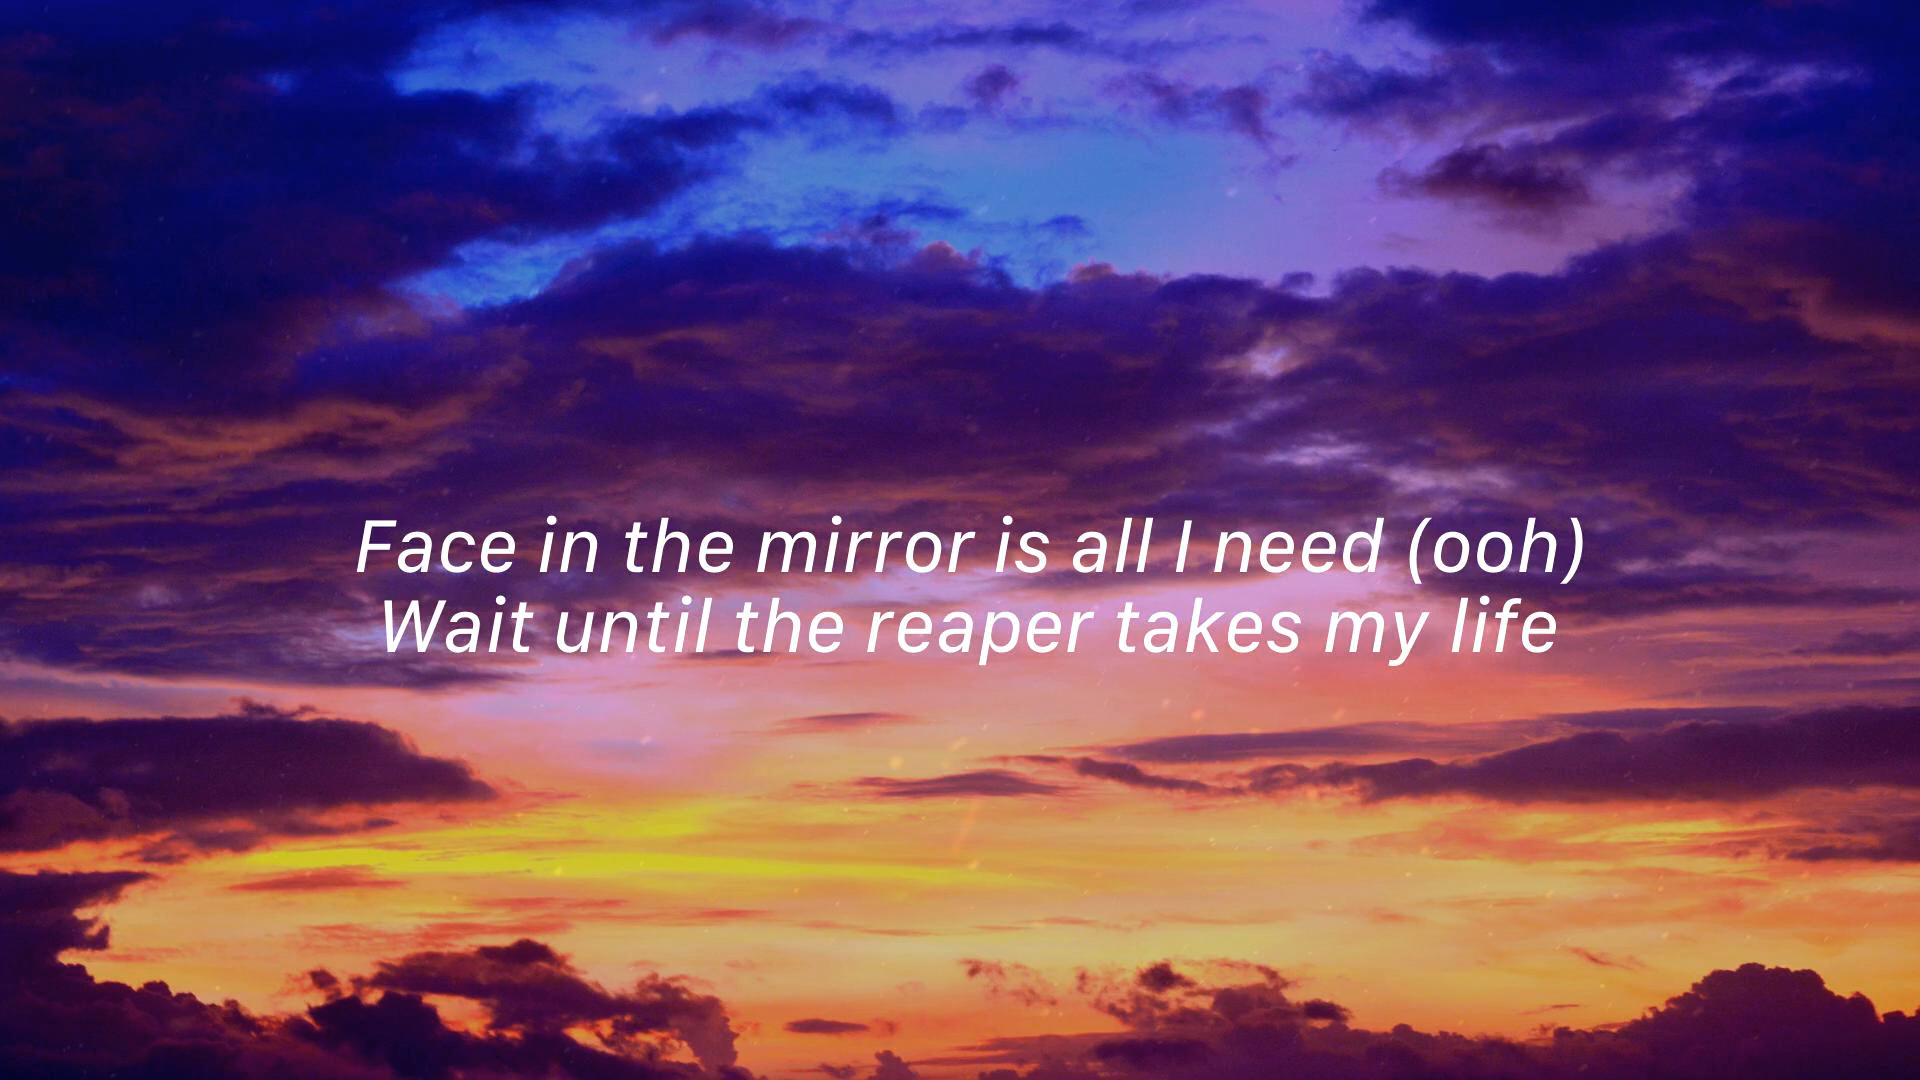 Face in the mirror is all I need (ooh)
Wait until the reaper takes my life